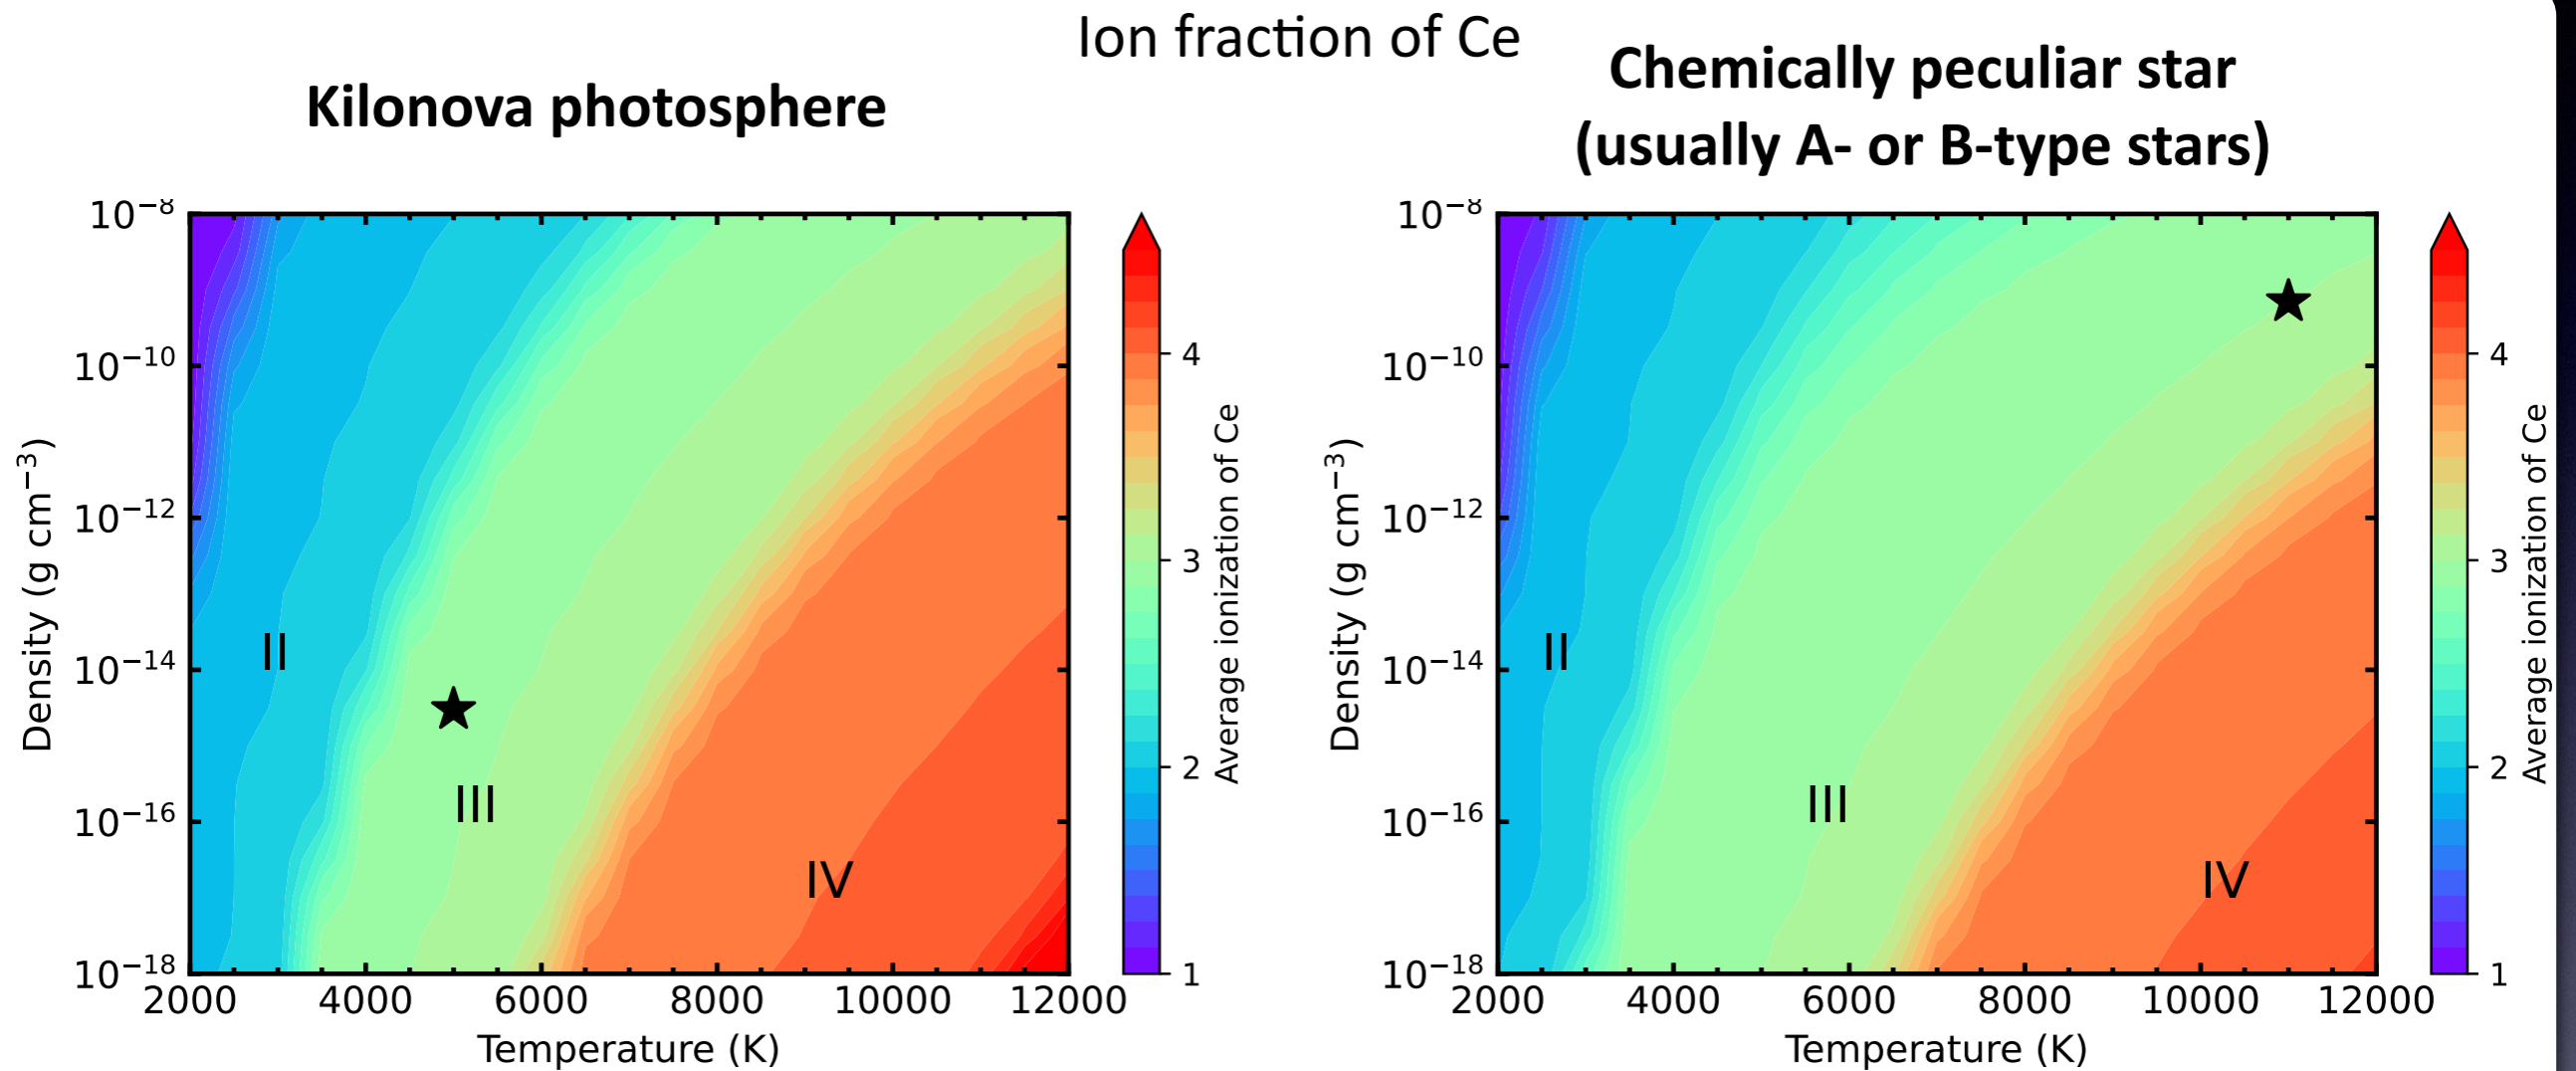 Ion fraction of Ce
Kilonova photosphere
Chemically peculiar star
(usually A- or B-type stars)
10⁻⁸
10⁻¹⁰
10⁻¹²
10⁻¹⁴
10⁻¹⁶
10⁻¹⁸
Density (g cm⁻³)
II
III
IV
2000 4000 6000 8000 10000 12000
Temperature (K)
4
3
2
1
Average ionization of Ce
10⁻⁸
10⁻¹⁰
10⁻¹²
10⁻¹⁴
10⁻¹⁶
10⁻¹⁸
Density (g cm⁻³)
II
III
IV
2000 4000 6000 8000 10000 12000
Temperature (K)
4
3
2
1
Average ionization of Ce